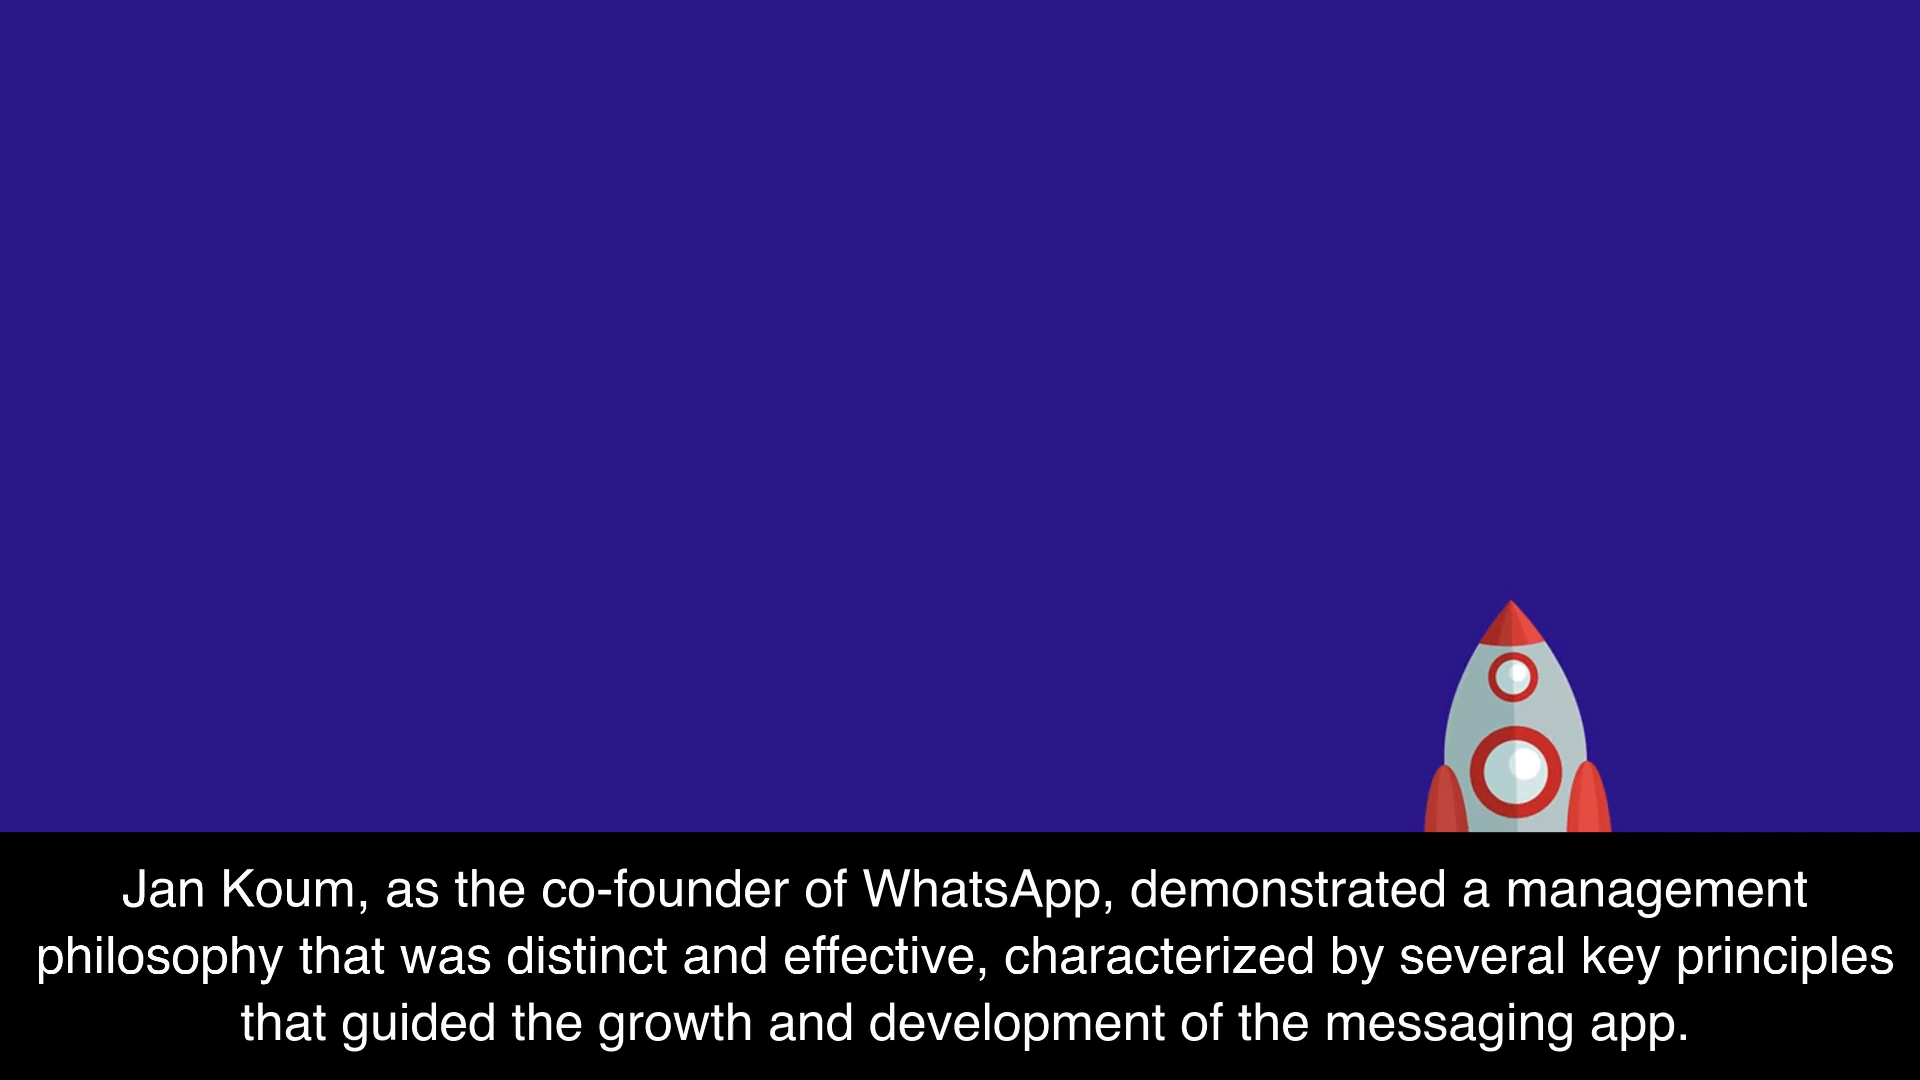 Jan Koum, as the co-founder of WhatsApp, demonstrated a management
philosophy that was distinct and effective, characterized by several key principles
that guided the growth and development of the messaging app.